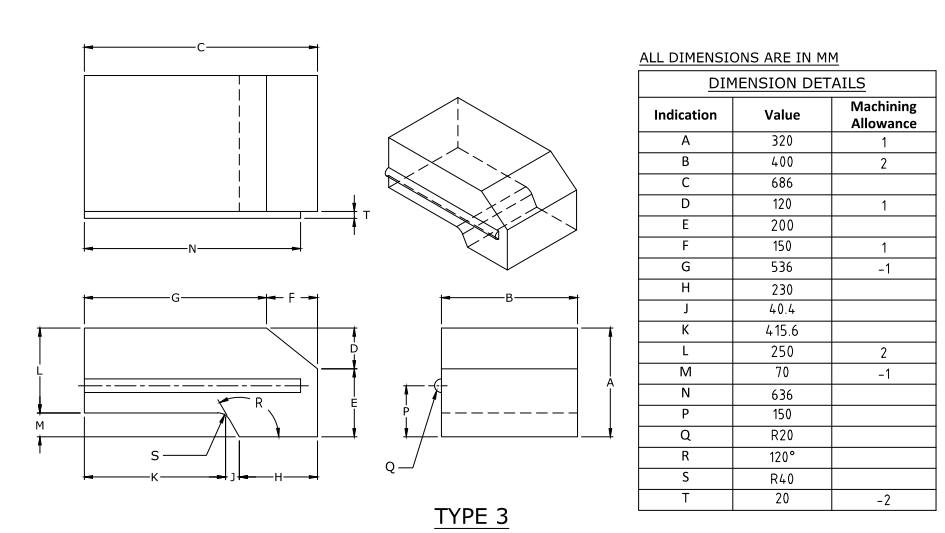 C
T
N
G
F
L
M
D
E
R
S
K
J
H
B
A
P
Q
TYPE 3
ALL DIMENSIONS ARE IN MM
DIMENSION DETAILS
Indication Value Machining Allowance
A 320 1
B 400 2
C 686
D 120 1
E 200
F 150 1
G 536 -1
H 230
J 40.4
K 415.6
L 250 2
M 70 -1
N 636
P 150
Q R20
R 120°
S R40
T 20 -2